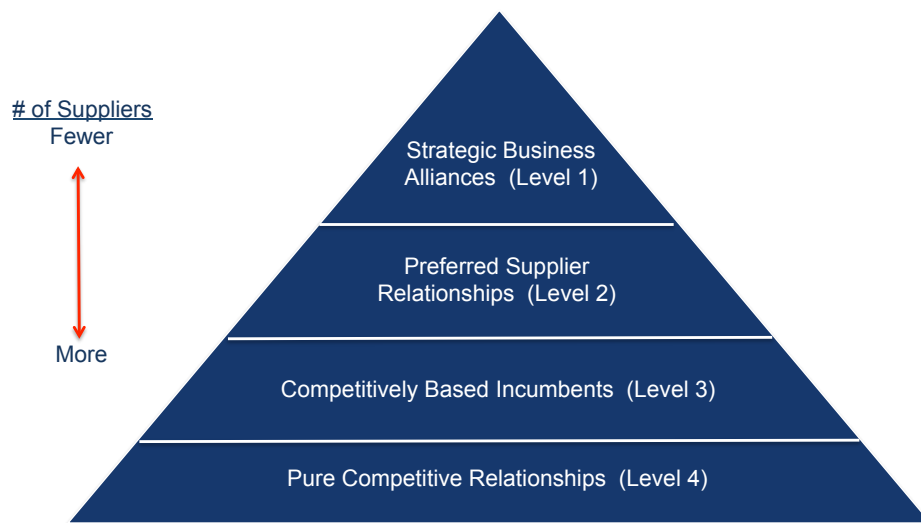 # of Suppliers
Fewer
More
Strategic Business
Alliances (Level 1)
Preferred Supplier
Relationships (Level 2)
Competitively Based Incumbents (Level 3)
Pure Competitive Relationships (Level 4)